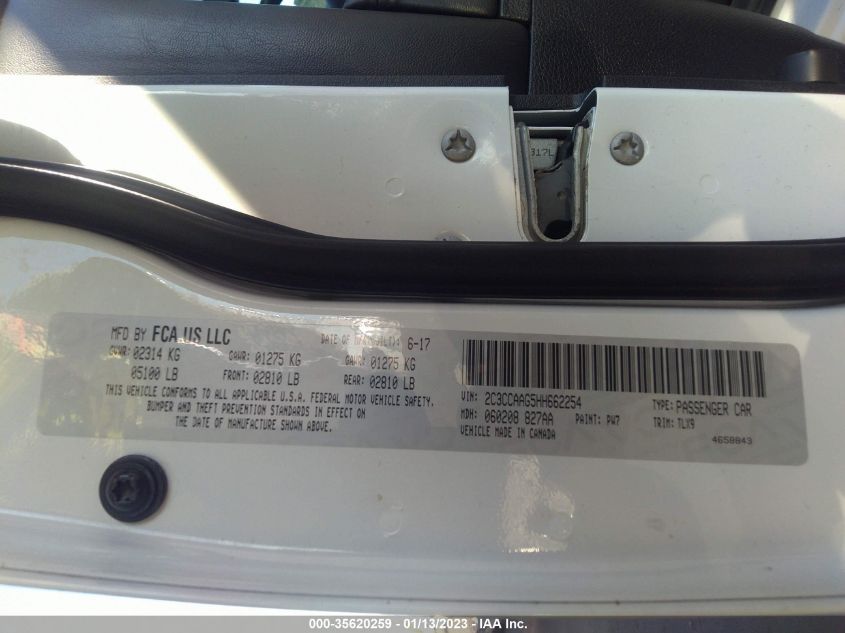 317L
MFD BY FCA US LLC
DATE OF MFR 6-17
GVWR: 02314 KG GAWR: 01275 KG GAWR: 01275 KG
05100 LB FRONT: 02810 LB REAR: 02810 LB
THIS VEHICLE CONFORMS TO ALL APPLICABLE U.S.A. FEDERAL MOTOR VEHICLE SAFETY,
BUMPER AND THEFT PREVENTION STANDARDS IN EFFECT ON
THE DATE OF MANUFACTURE SHOWN ABOVE.
VIN: 2C3CCAAG5HH662254 TYPE: PASSENGER CAR
MDH: 060208 827AA PAINT: PW7 TRIM: TLX9
VEHICLE MADE IN CANADA
4658843
000-35620259 - 01/13/2023 - IAA Inc.